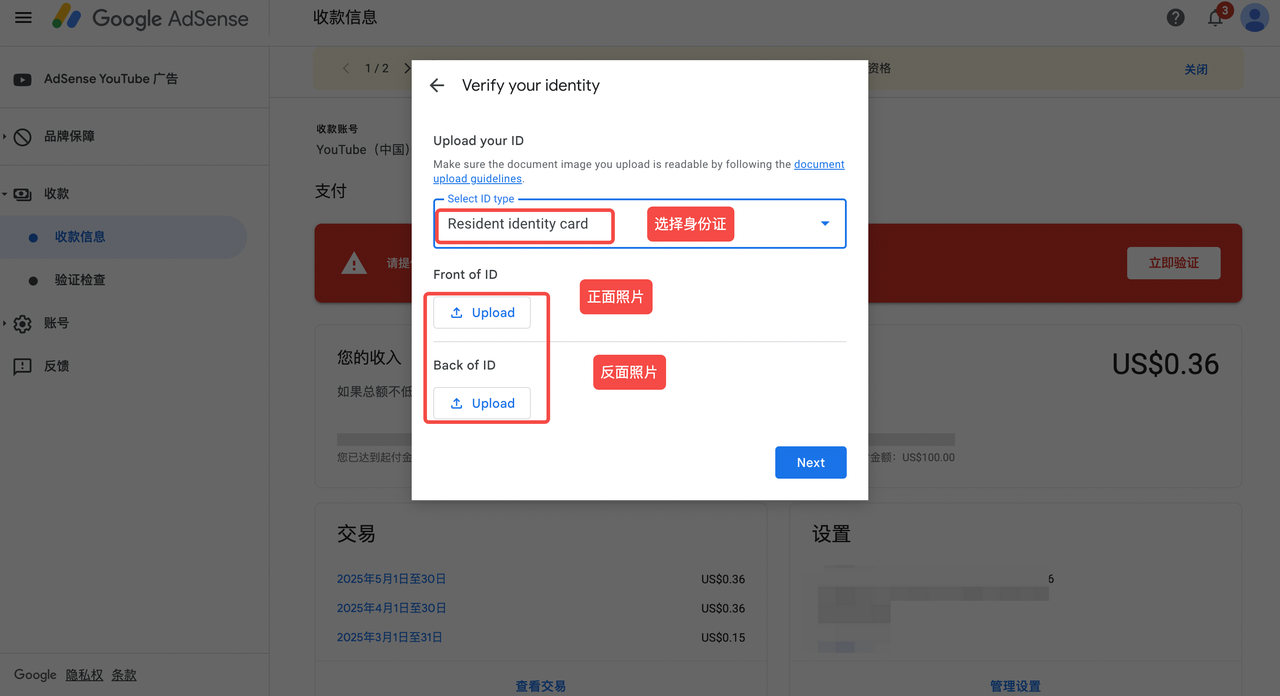 Google AdSense
收款信息
3
AdSense YouTube 广告
1 / 2
资格
关闭
品牌保障
收款
收款信息
验证检查
账号
反馈
Google 隐私权 条款
收款账号
YouTube（中国）
支付
立即验证
您的收入
US$0.36
如果总额不低
您已达到起付金
金额：US$100.00
Verify your identity
Upload your ID
Make sure the document image you upload is readable by following the document
upload guidelines.
Select ID type
Resident identity card
选择身份证
Front of ID
正面照片
Upload
Back of ID
反面照片
Upload
Next
交易
2025年5月1日至30日 US$0.36
2025年4月1日至30日 US$0.36
2025年3月1日至31日 US$0.15
查看交易
设置
6
管理设置